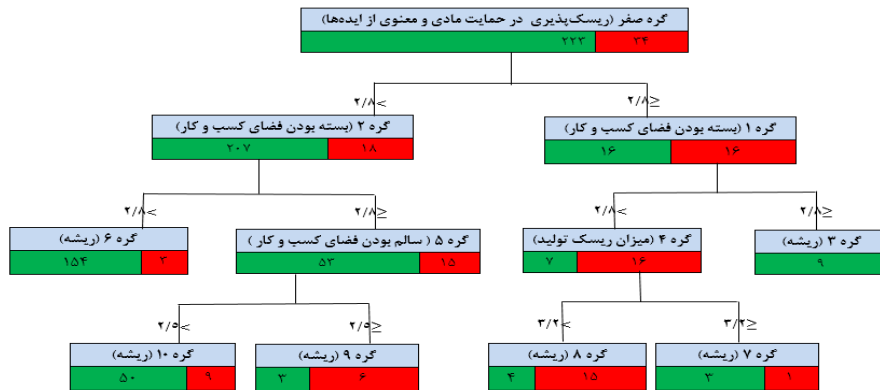 گره صفر (ریسک‌پذیری در حمایت مادی و معنوی از ایده‌ها)
۲۲۳ ۳۴
۲/۸< ۲/۸≥
گره ۲ (بسته بودن فضای کسب و کار)
۲۰۷ ۱۸
گره ۱ (بسته بودن فضای کسب و کار)
۱۶ ۱۶
۲/۸< ۲/۸≥ ۲/۸< ۲/۸≥
گره ۶ (ریشه)
۱۵۴ ۳
گره ۵ ( سالم بودن فضای کسب و کار )
۵۳ ۱۵
گره ۴ (میزان ریسک تولید)
۷ ۱۶
گره ۳ (ریشه)
۹
۲/۵< ۲/۵≥ ۳/۲< ۳/۲≥
گره ۱۰ (ریشه)
۵۰ ۹
گره ۹ (ریشه)
۳ ۶
گره ۸ (ریشه)
۴ ۱۵
گره ۷ (ریشه)
۳ ۱